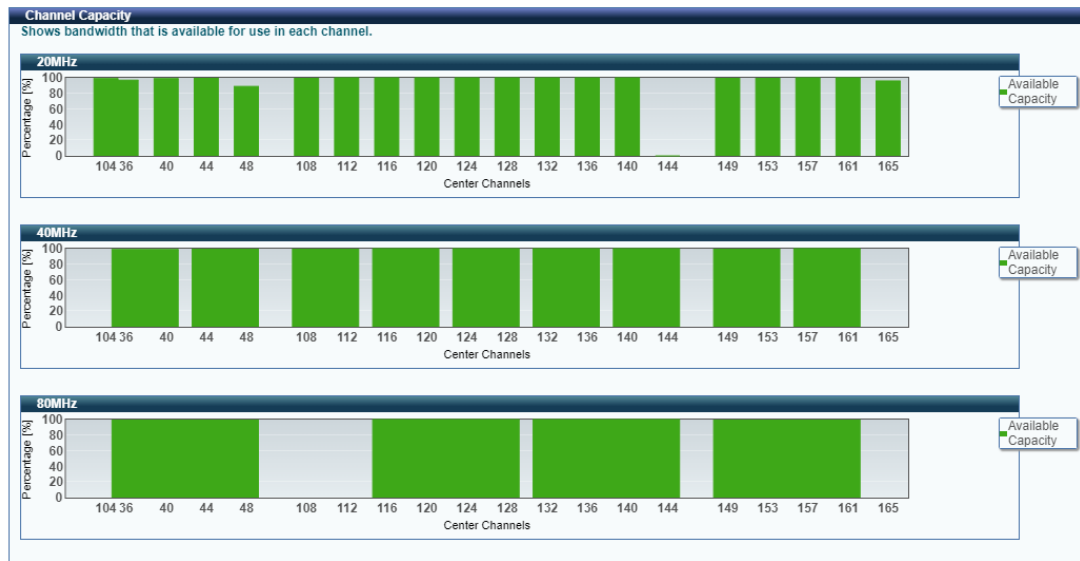 Channel Capacity
Shows bandwidth that is available for use in each channel.
20MHz
Percentage [%]
100
80
60
40
20
0
104 36 40 44 48 108 112 116 120 124 128 132 136 140 144 149 153 157 161 165
Center Channels
Available
Capacity
40MHz
Percentage [%]
100
80
60
40
20
0
104 36 40 44 48 108 112 116 120 124 128 132 136 140 144 149 153 157 161 165
Center Channels
Available
Capacity
80MHz
Percentage [%]
100
80
60
40
20
0
104 36 40 44 48 108 112 116 120 124 128 132 136 140 144 149 153 157 161 165
Center Channels
Available
Capacity